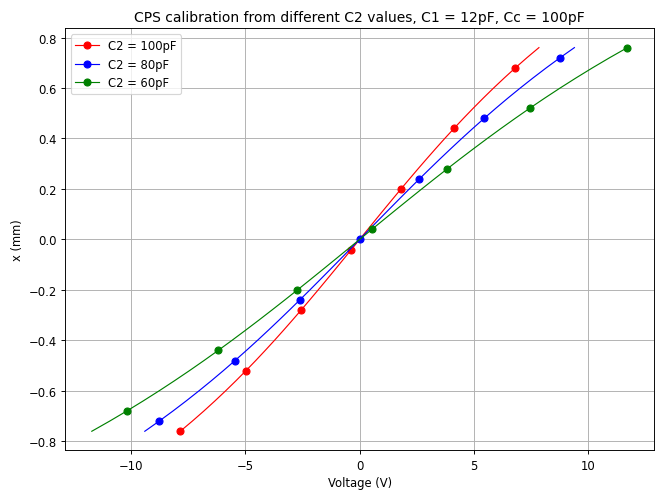 CPS calibration from different C2 values, C1 = 12pF, Cc = 100pF
C2 = 100pF
C2 = 80pF
C2 = 60pF
0.8
0.6
0.4
0.2
0.0
−0.2
−0.4
−0.6
−0.8
x (mm)
−10 −5 0 5 10
Voltage (V)